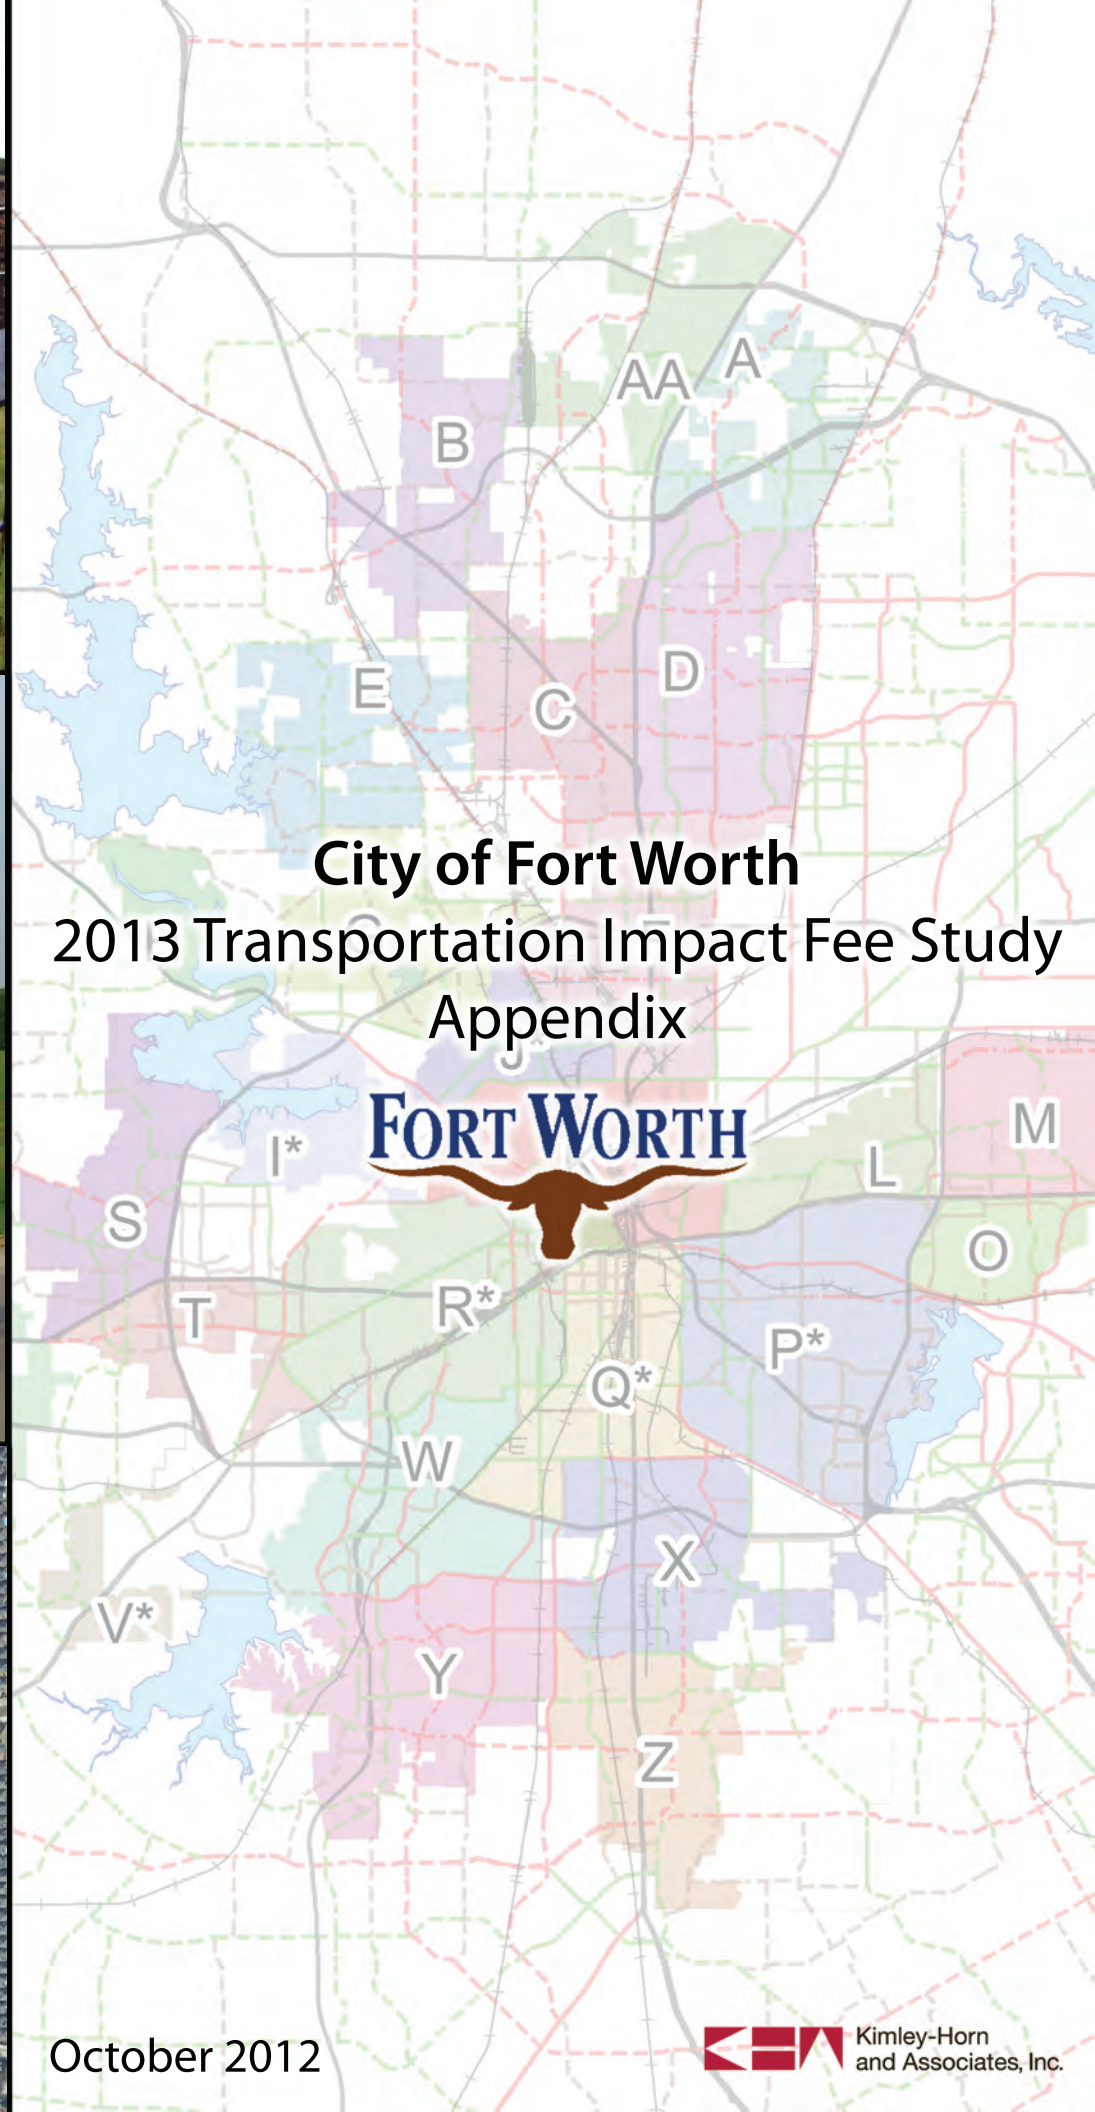 AA
A
B
E
C
D
City of Fort Worth
2013 Transportation Impact Fee Study
Appendix
FORT WORTH
M
I*
L
S
O
T
R*
P*
Q*
W
X
V*
Y
Z
October 2012
Kimley-Horn
and Associates, Inc.